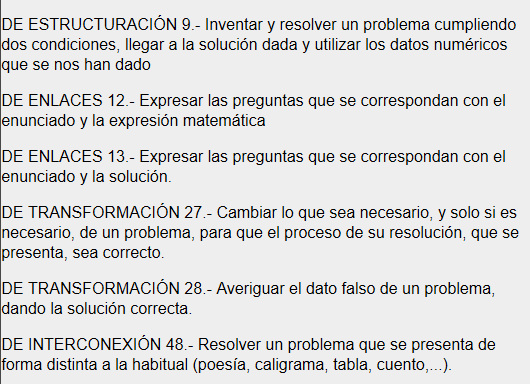 DE ESTRUCTURACIÓN 9.- Inventar y resolver un problema cumpliendo
dos condiciones, llegar a la solución dada y utilizar los datos numéricos
que se nos han dado
DE ENLACES 12.- Expresar las preguntas que se correspondan con el
enunciado y la expresión matemática
DE ENLACES 13.- Expresar las preguntas que se correspondan con el
enunciado y la solución.
DE TRANSFORMACIÓN 27.- Cambiar lo que sea necesario, y solo si es
necesario, de un problema, para que el proceso de su resolución, que se
presenta, sea correcto.
DE TRANSFORMACIÓN 28.- Averiguar el dato falso de un problema,
dando la solución correcta.
DE INTERCONEXIÓN 48.- Resolver un problema que se presenta de
forma distinta a la habitual (poesía, caligrama, tabla, cuento,...).